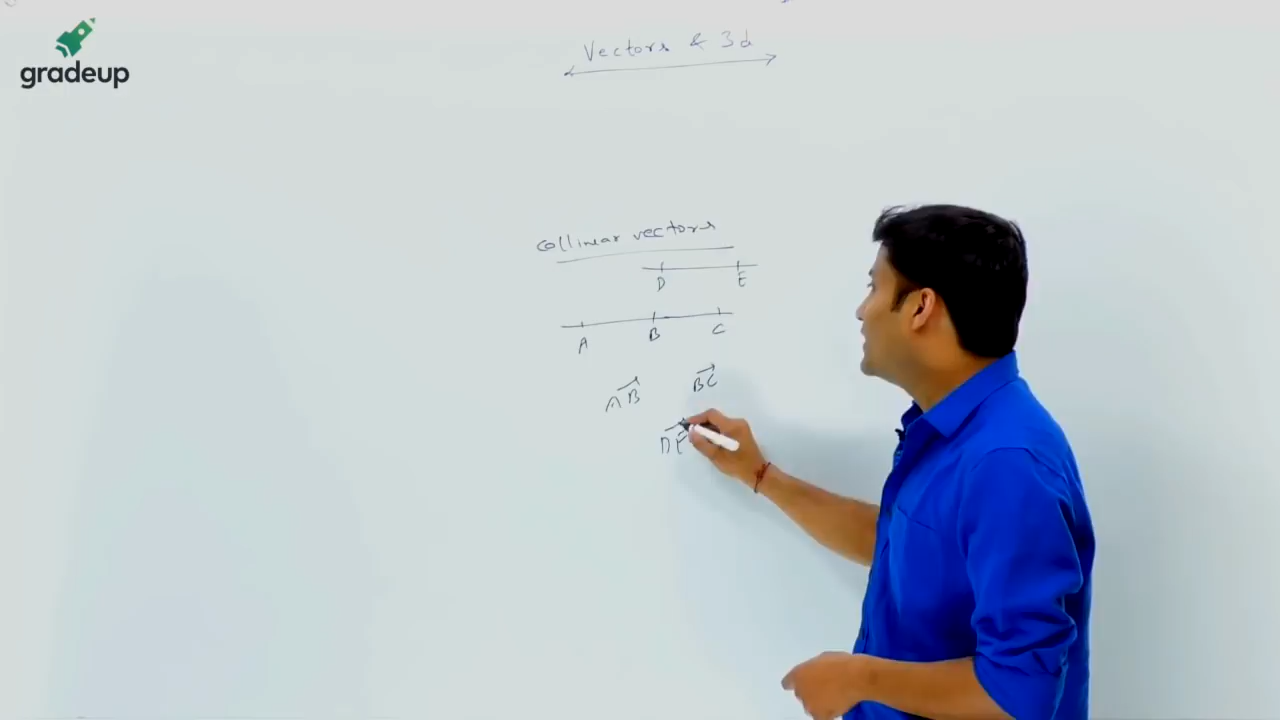 gradeup
Vectors & 3d
collinear vectors
D E
A B C
AB BC
DE